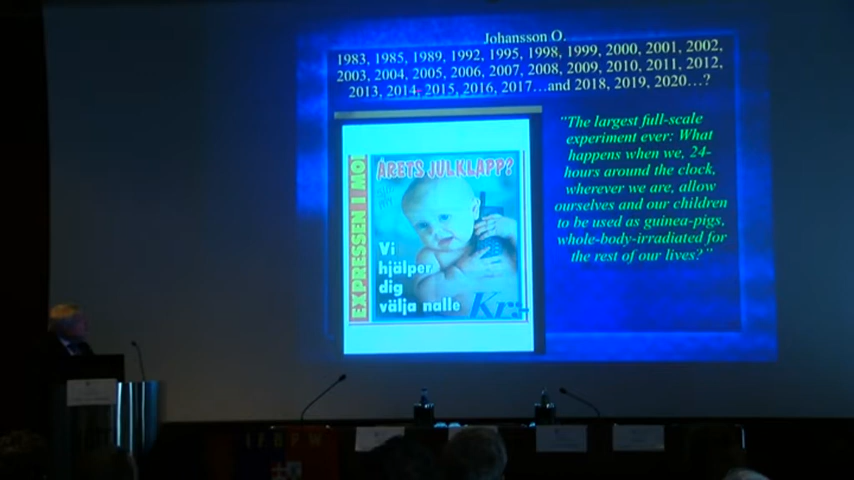 Johansson O.
1983, 1985, 1989, 1992, 1995, 1998, 1999, 2000, 2001, 2002,
2003, 2004, 2005, 2006, 2007, 2008, 2009, 2010, 2011, 2012,
2013, 2014, 2015, 2016, 2017…and 2018, 2019, 2020…?
EXPRESSEN I MO
ÅRETS JULKLAPP?
Vi
hjälper
dig
välja nalle
Kr:-
"The largest full-scale
experiment ever: What
happens when we, 24-
hours around the clock,
wherever we are, allow
ourselves and our children
to be used as guinea-pigs,
whole-body-irradiated for
the rest of our lives?"